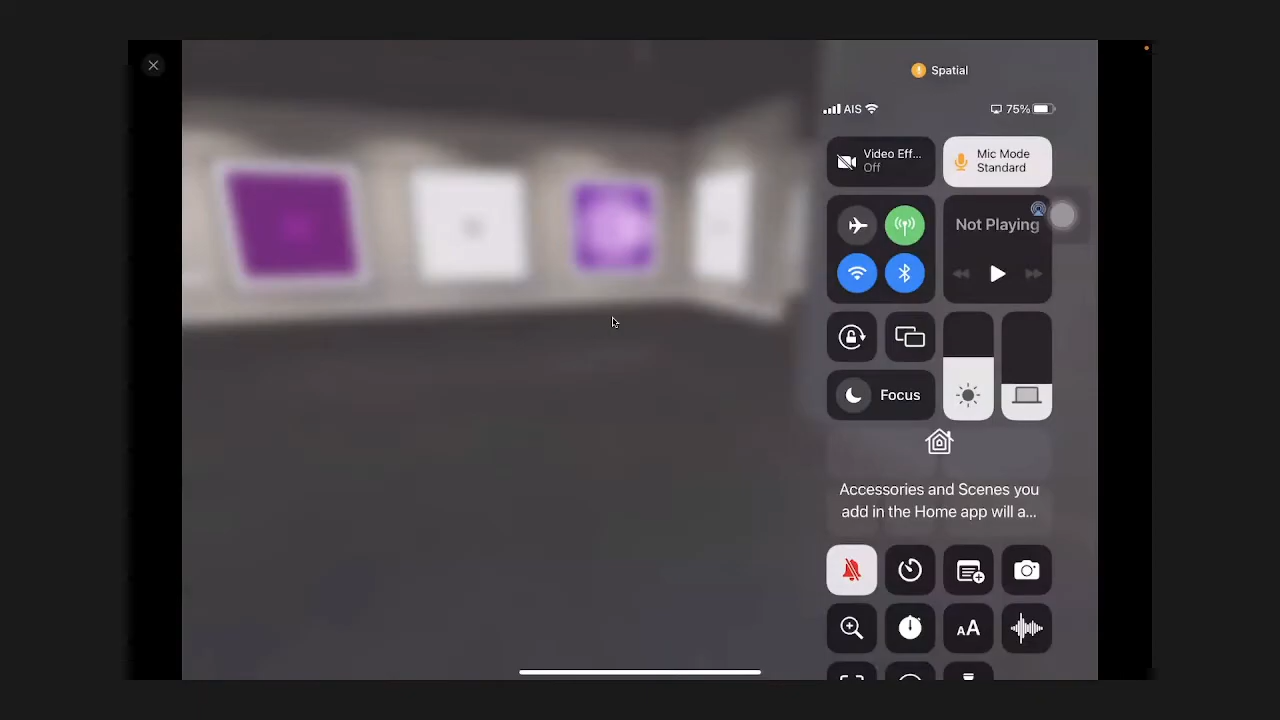 Spatial
AIS
75%
Video Eff...
Off
Mic Mode
Standard
Not Playing
Focus
Accessories and Scenes you
add in the Home app will a...
AA